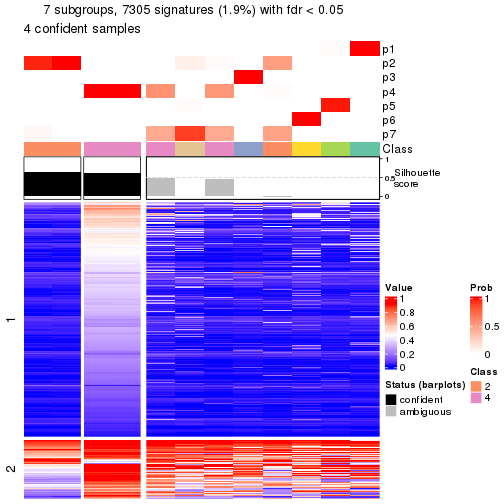 7 subgroups, 7305 signatures (1.9%) with fdr < 0.05
4 confident samples
p1
p2
p3
p4
p5
p6
p7
Class
1
0.5
0
Silhouette
score
1
2
Value
1
0.8
0.6
0.4
0.2
0
Prob
1
0.5
0
Status (barplots)
confident
ambiguous
Class
2
4